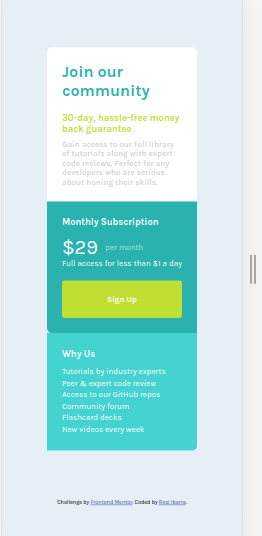 Join our
community
30-day, hassle-free money
back guarantee
Gain access to our full library
of tutorials along with expert
code reviews. Perfect for any
developers who are serious
about honing their skills.
Monthly Subscription
$29 per month
Full access for less than $1 a day
Sign Up
Why Us
Tutorials by industry experts
Peer & expert code review
Access to our GitHub repos
Community forum
Flashcard decks
New videos every week
Challenge by Frontend Mentor. Coded by Rosi Ibarra.